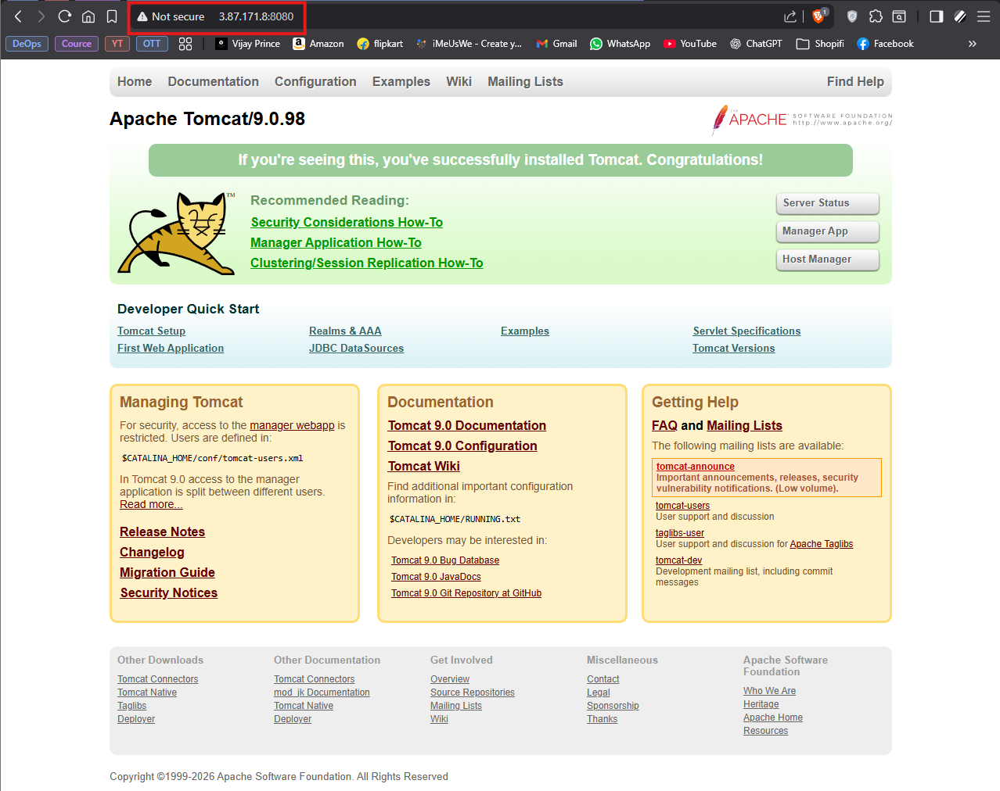 Not secure 3.87.171.8:8080
1
DeOps Cource YT OTT Vijay Prince Amazon flipkart iMeUsWe - Create y... Gmail WhatsApp YouTube ChatGPT Shopifi Facebook »
Home Documentation Configuration Examples Wiki Mailing Lists Find Help
Apache Tomcat/9.0.98
THE APACHE™ SOFTWARE FOUNDATION
http://www.apache.org/
If you're seeing this, you've successfully installed Tomcat. Congratulations!
TM
Recommended Reading:
Security Considerations How-To
Manager Application How-To
Clustering/Session Replication How-To
Server Status
Manager App
Host Manager
Developer Quick Start
Tomcat Setup
First Web Application
Realms & AAA
JDBC DataSources
Examples
Servlet Specifications
Tomcat Versions
Managing Tomcat
For security, access to the manager webapp is
restricted. Users are defined in:
$CATALINA_HOME/conf/tomcat-users.xml
In Tomcat 9.0 access to the manager
application is split between different users.
Read more...
Release Notes
Changelog
Migration Guide
Security Notices
Documentation
Tomcat 9.0 Documentation
Tomcat 9.0 Configuration
Tomcat Wiki
Find additional important configuration
information in:
$CATALINA_HOME/RUNNING.txt
Developers may be interested in:
Tomcat 9.0 Bug Database
Tomcat 9.0 JavaDocs
Tomcat 9.0 Git Repository at GitHub
Getting Help
FAQ and Mailing Lists
The following mailing lists are available:
tomcat-announce
Important announcements, releases, security
vulnerability notifications. (Low volume).
tomcat-users
User support and discussion
taglibs-user
User support and discussion for Apache Taglibs
tomcat-dev
Development mailing list, including commit
messages
Other Downloads
Tomcat Connectors
Tomcat Native
Taglibs
Deployer
Other Documentation
Tomcat Connectors
mod_jk Documentation
Tomcat Native
Deployer
Get Involved
Overview
Source Repositories
Mailing Lists
Wiki
Miscellaneous
Contact
Legal
Sponsorship
Thanks
Apache Software
Foundation
Who We Are
Heritage
Apache Home
Resources
Copyright ©1999-2026 Apache Software Foundation. All Rights Reserved